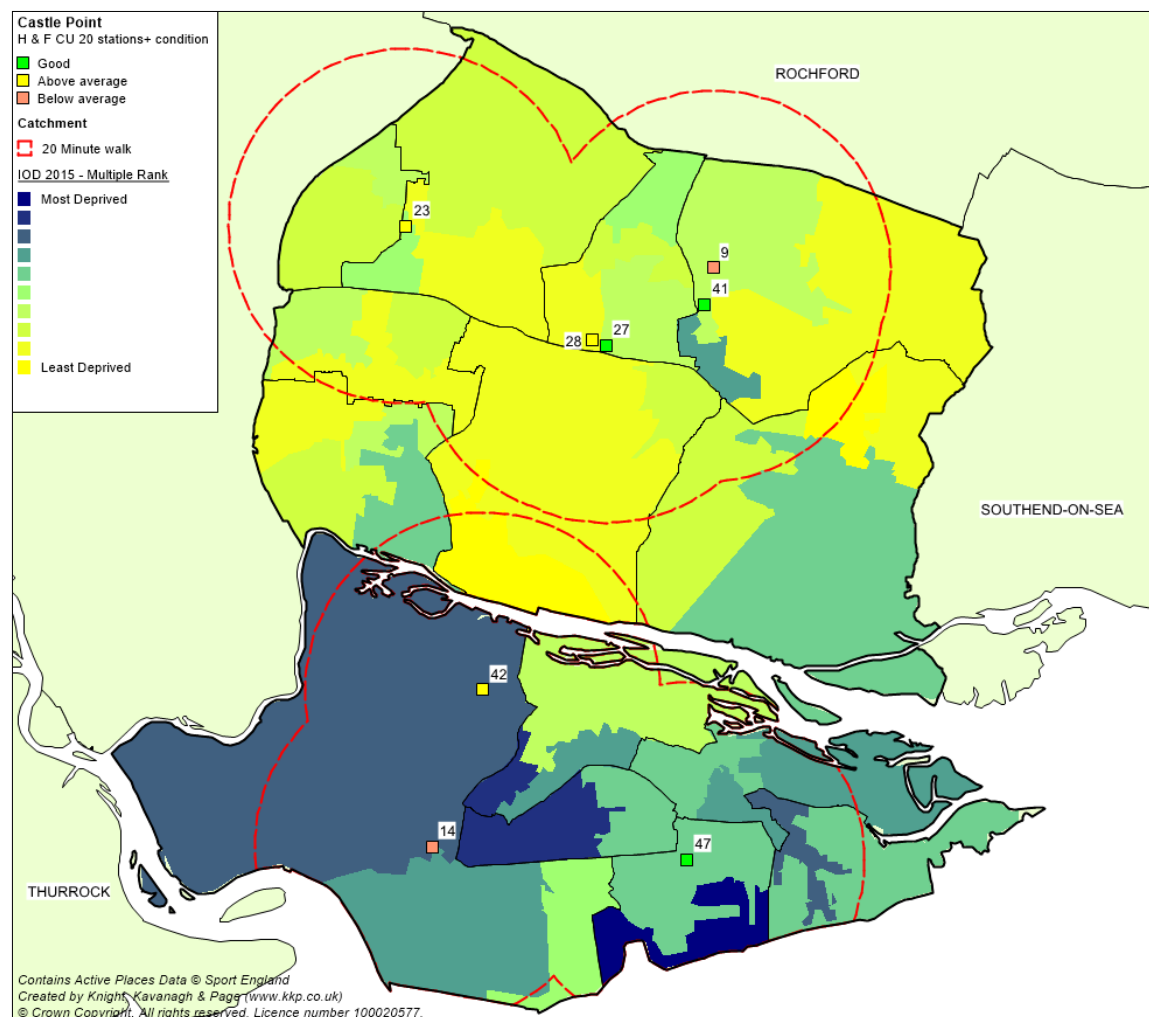 Castle Point
H & F CU 20 stations+ condition
Good
Above average
Below average
Catchment
20 Minute walk
IOD 2015 - Multiple Rank
Most Deprived
Least Deprived
ROCHFORD
23
9
41
27
28
SOUTHEND-ON-SEA
42
14
47
THURROCK
Contains Active Places Data © Sport England
Created by Knight, Kavanagh & Page (www.kkp.co.uk)
© Crown Copyright. All rights reserved. Licence number 100020577.